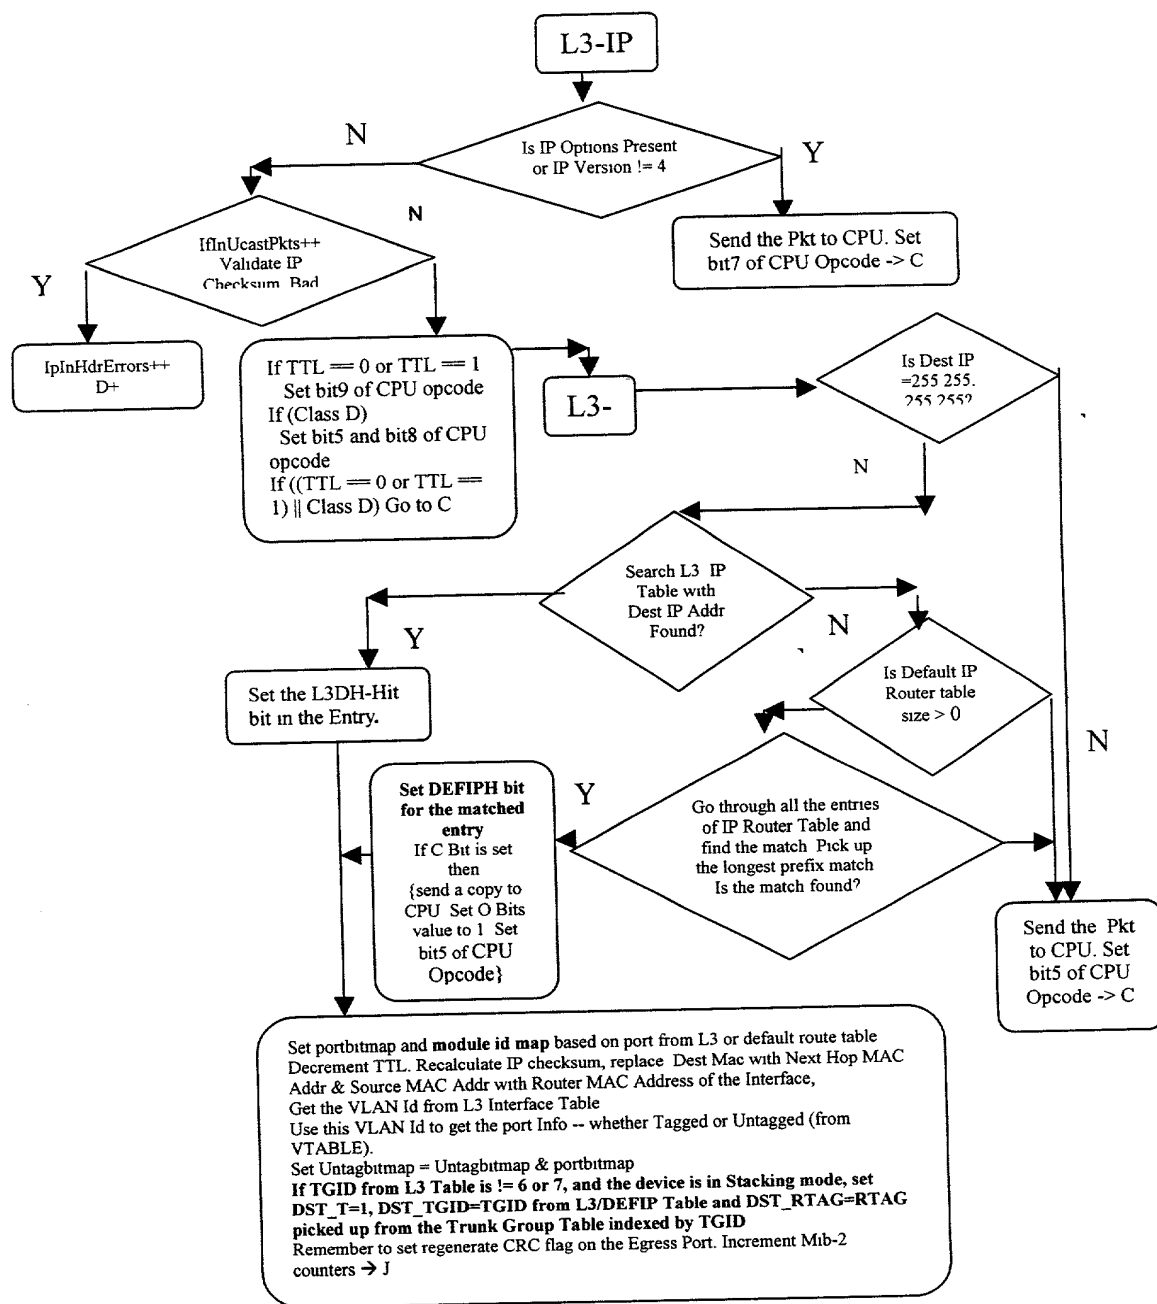 L3-IP
N
Is IP Options Present
or IP Version != 4
Y
N
IfInUcastPkts++
Validate IP
Checksum Bad
Send the Pkt to CPU. Set
bit7 of CPU Opcode -> C
Y
IpInHdrErrors++
D+
If TTL == 0 or TTL == 1
Set bit9 of CPU opcode
If (Class D)
Set bit5 and bit8 of CPU
opcode
If ((TTL == 0 or TTL ==
1) || Class D) Go to C
L3-
Is Dest IP
=255 255.
255 255?
N
Search L3 IP
Table with
Dest IP Addr
Found?
Y
N
Set the L3DH-Hit
bit in the Entry.
Is Default IP
Router table
size > 0
N
Set DEFIPH bit
for the matched
entry
If C Bit is set
then
{send a copy to
CPU Set O Bits
value to 1 Set
bit5 of CPU
Opcode}
Y
Go through all the entries
of IP Router Table and
find the match Pick up
the longest prefix match
Is the match found?
Send the Pkt
to CPU. Set
bit5 of CPU
Opcode -> C
Set portbitmap and module id map based on port from L3 or default route table
Decrement TTL. Recalculate IP checksum, replace Dest Mac with Next Hop MAC
Addr & Source MAC Addr with Router MAC Address of the Interface,
Get the VLAN Id from L3 Interface Table
Use this VLAN Id to get the port Info -- whether Tagged or Untagged (from
VTABLE).
Set Untagbitmap = Untagbitmap & portbitmap
If TGID from L3 Table is != 6 or 7, and the device is in Stacking mode, set
DST_T=1, DST_TGID=TGID from L3/DEFIP Table and DST_RTAG=RTAG
picked up from the Trunk Group Table indexed by TGID
Remember to set regenerate CRC flag on the Egress Port. Increment Mib-2
counters → J